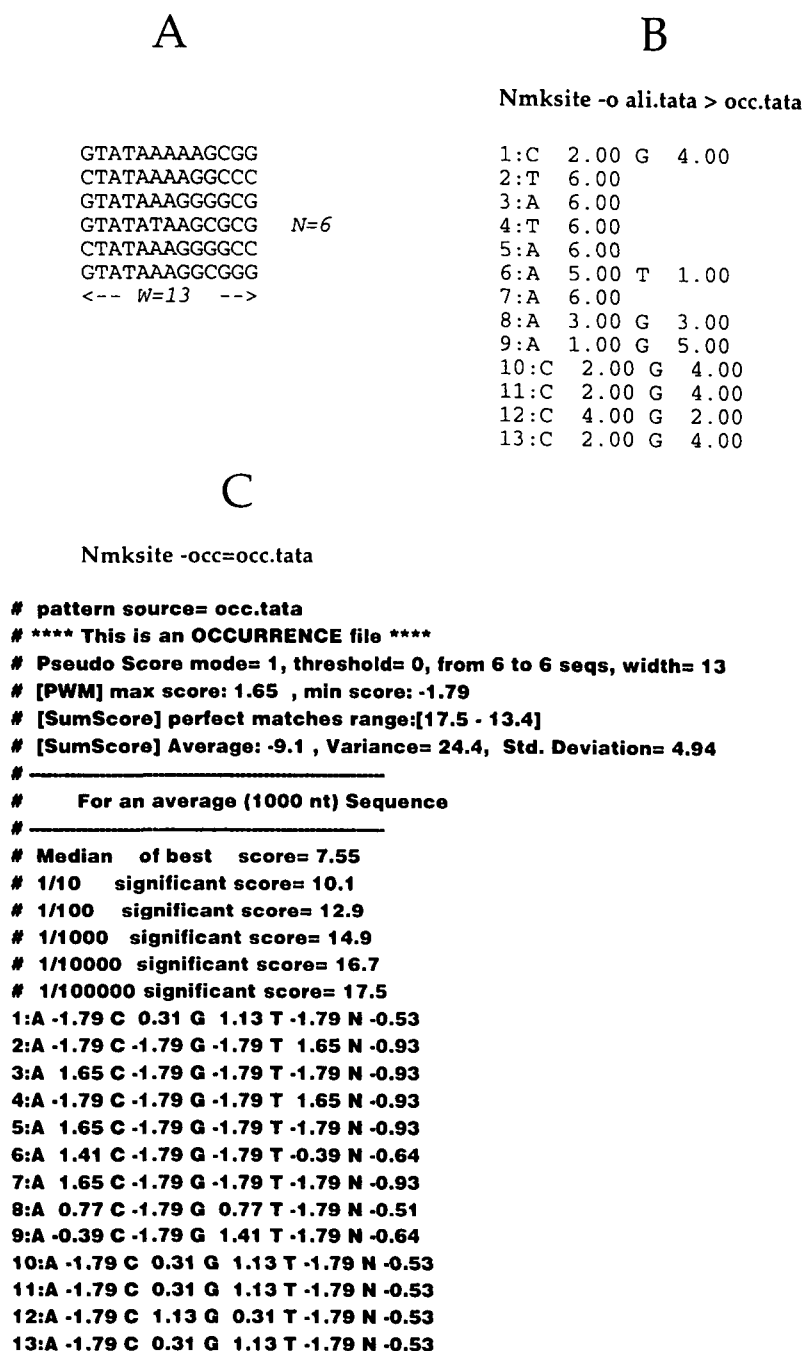 A
GTATAAAAAGCGG
CTATAAAAGGCCC
GTATAAAGGGGCG
GTATATAAGCGCG N=6
CTATAAAGGGGCC
GTATAAAGGCGGG
<-- W=13 -->
B
Nmksite -o ali.tata > occ.tata
1:C 2.00 G 4.00
2:T 6.00
3:A 6.00
4:T 6.00
5:A 6.00
6:A 5.00 T 1.00
7:A 6.00
8:A 3.00 G 3.00
9:A 1.00 G 5.00
10:C 2.00 G 4.00
11:C 2.00 G 4.00
12:C 4.00 G 2.00
13:C 2.00 G 4.00
C
Nmksite -occ=occ.tata
# pattern source= occ.tata
# **** This is an OCCURRENCE file ****
# Pseudo Score mode= 1, threshold= 0, from 6 to 6 seqs, width= 13
# [PWM] max score: 1.65 , min score: -1.79
# [SumScore] perfect matches range:[17.5 - 13.4]
# [SumScore] Average: -9.1 , Variance= 24.4, Std. Deviation= 4.94
# ----------------------------------------
# For an average (1000 nt) Sequence
# ----------------------------------------
# Median of best score= 7.55
# 1/10 significant score= 10.1
# 1/100 significant score= 12.9
# 1/1000 significant score= 14.9
# 1/10000 significant score= 16.7
# 1/100000 significant score= 17.5
1:A -1.79 C 0.31 G 1.13 T -1.79 N -0.53
2:A -1.79 C -1.79 G -1.79 T 1.65 N -0.93
3:A 1.65 C -1.79 G -1.79 T -1.79 N -0.93
4:A -1.79 C -1.79 G -1.79 T 1.65 N -0.93
5:A 1.65 C -1.79 G -1.79 T -1.79 N -0.93
6:A 1.41 C -1.79 G -1.79 T -0.39 N -0.64
7:A 1.65 C -1.79 G -1.79 T -1.79 N -0.93
8:A 0.77 C -1.79 G 0.77 T -1.79 N -0.51
9:A -0.39 C -1.79 G 1.41 T -1.79 N -0.64
10:A -1.79 C 0.31 G 1.13 T -1.79 N -0.53
11:A -1.79 C 0.31 G 1.13 T -1.79 N -0.53
12:A -1.79 C 1.13 G 0.31 T -1.79 N -0.53
13:A -1.79 C 0.31 G 1.13 T -1.79 N -0.53